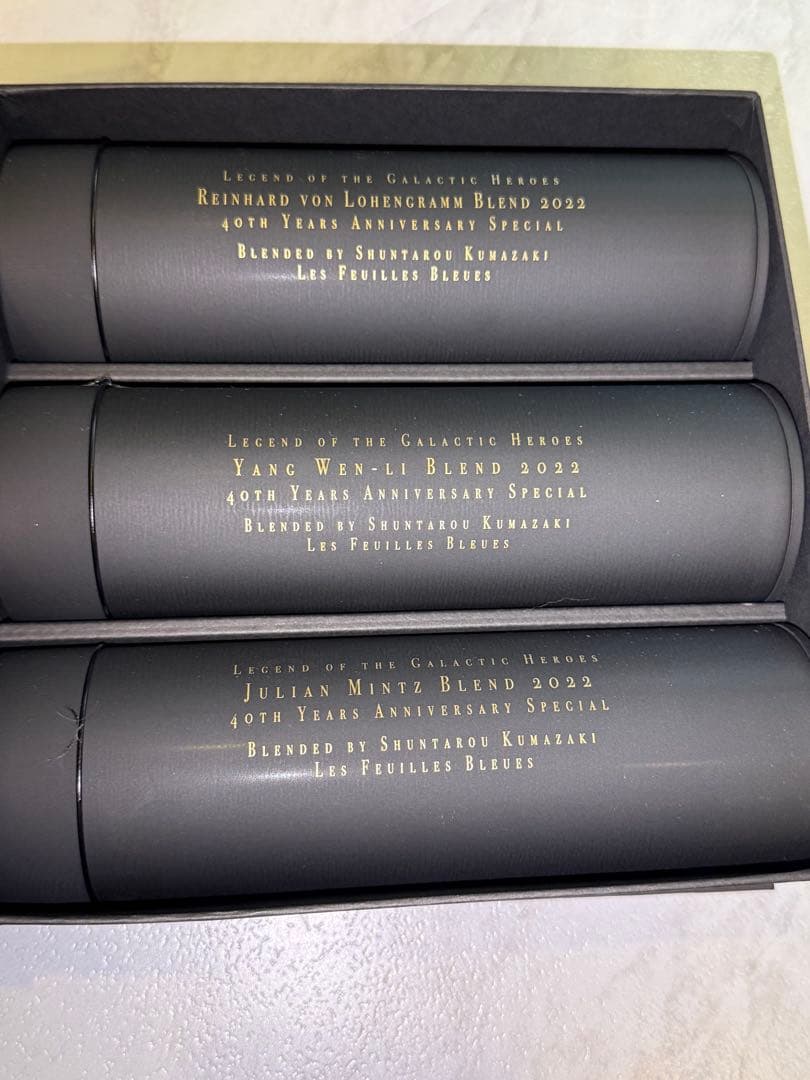 Legend of the Galactic Heroes
Reinhard von Lohengramm Blend 2022
40th Years Anniversary Special
Blended by Shuntarou Kumazaki
Les Feuilles Bleues
Legend of the Galactic Heroes
Yang Wen-li Blend 2022
40th Years Anniversary Special
Blended by Shuntarou Kumazaki
Les Feuilles Bleues
Legend of the Galactic Heroes
Julian Mintz Blend 2022
40th Years Anniversary Special
Blended by Shuntarou Kumazaki
Les Feuilles Bleues